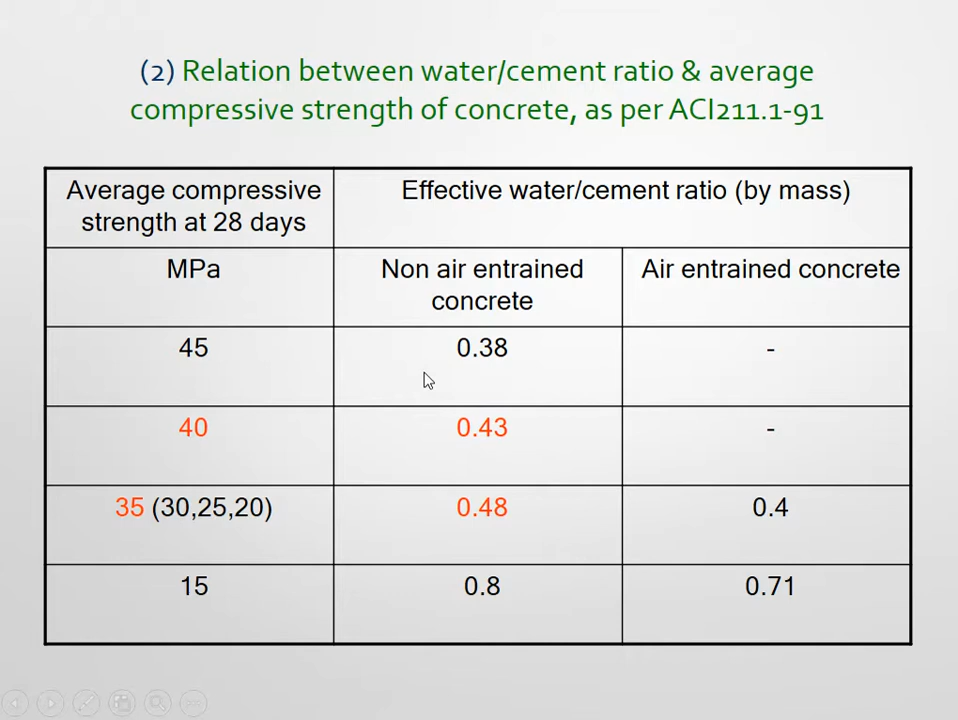 (2) Relation between water/cement ratio & average
compressive strength of concrete, as per ACI211.1-91
Average compressive
strength at 28 days
Effective water/cement ratio (by mass)
MPa
Non air entrained
concrete
Air entrained concrete
45
0.38
-
40
0.43
-
35 (30,25,20)
0.48
0.4
15
0.8
0.71